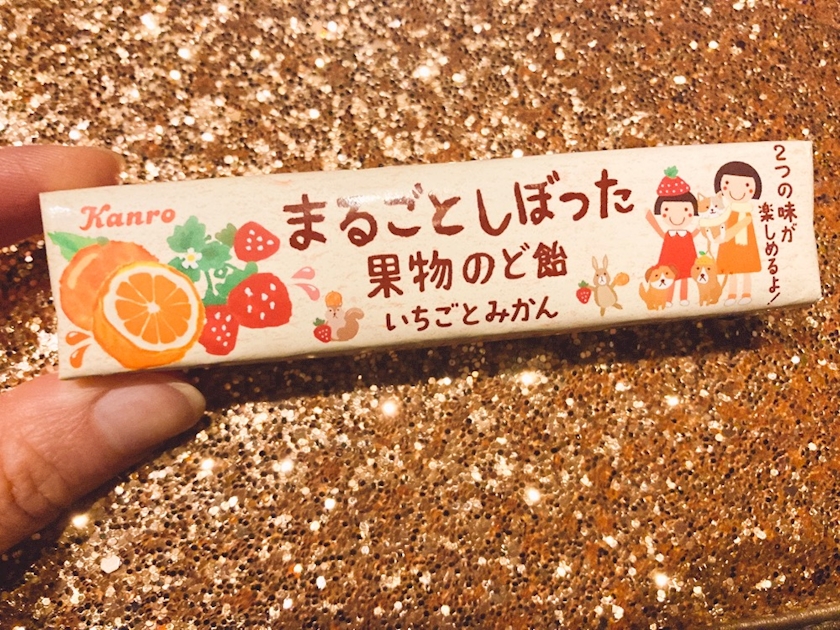 Kanro
まるごとしぼった
果物のど飴
いちごとみかん
2つの味が
楽しめるよ!